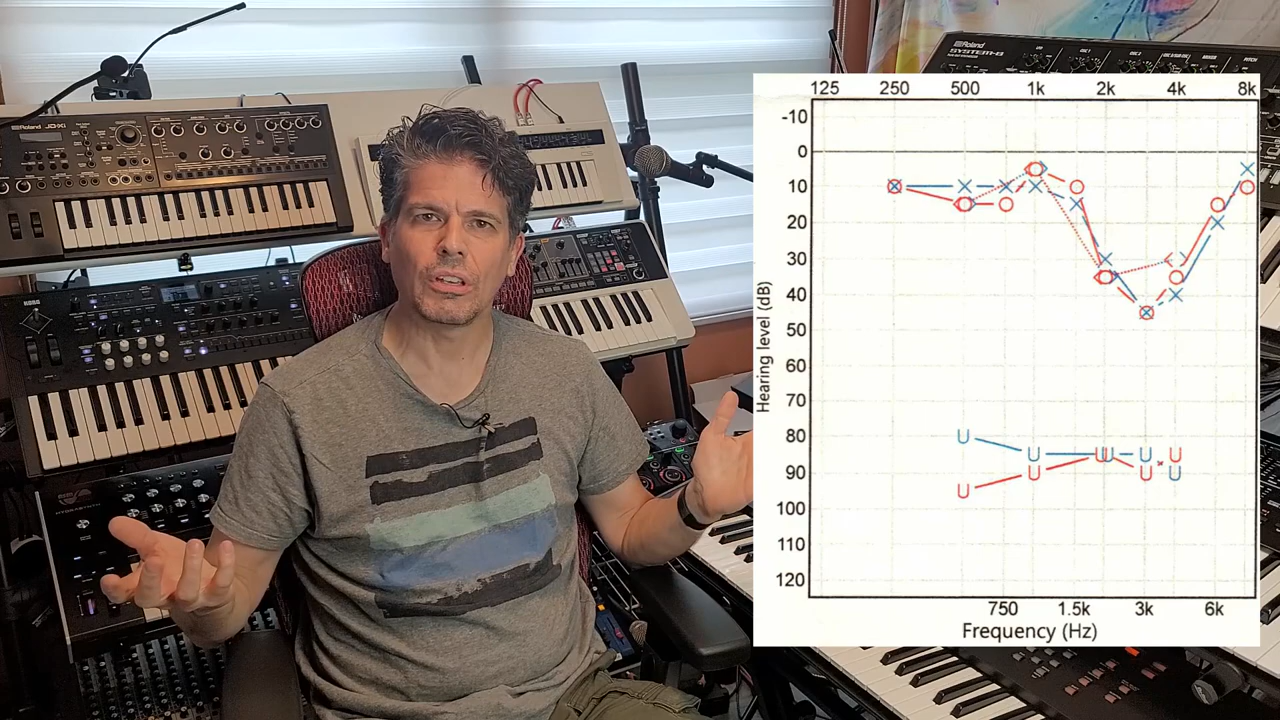 Roland JD-Xi
KORG
HYDRASYNTH
Roland
SYSTEM-8
125 250 500 1k 2k 4k 8k
-10
0
10
20
30
40
50
60
70
80
90
100
110
120
Hearing level (dB)
750 1.5k 3k 6k
Frequency (Hz)